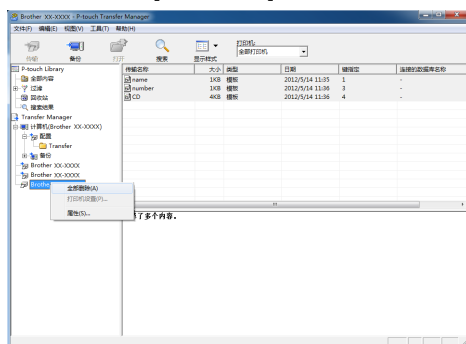 Brother XX-XXXX - P-touch Transfer Manager
文件(F) 编辑(E) 视图(V) 工具(T) 帮助(H)
传输 备份 打开 搜索 显示样式 打印机:
全部打印机
P-touch Library 传输名称 大小 类型 日期 键指定 连接的数据库名称
全部内容 name 1KB 模板 2012/5/14 11:35 1 -
过滤 number 1KB 模板 2012/5/14 11:36 3 -
回收站 CD 4KB 模板 2012/5/14 11:36 4 -
搜索结果
Transfer Manager
计算机(Brother XX-XXXX)
配置
Transfer
备份
Brother XX-XXXX
Brother XX-XXXX
Brothe
全部删除(A)
打印机设置(P)...
属性(S)...
了多个内容。